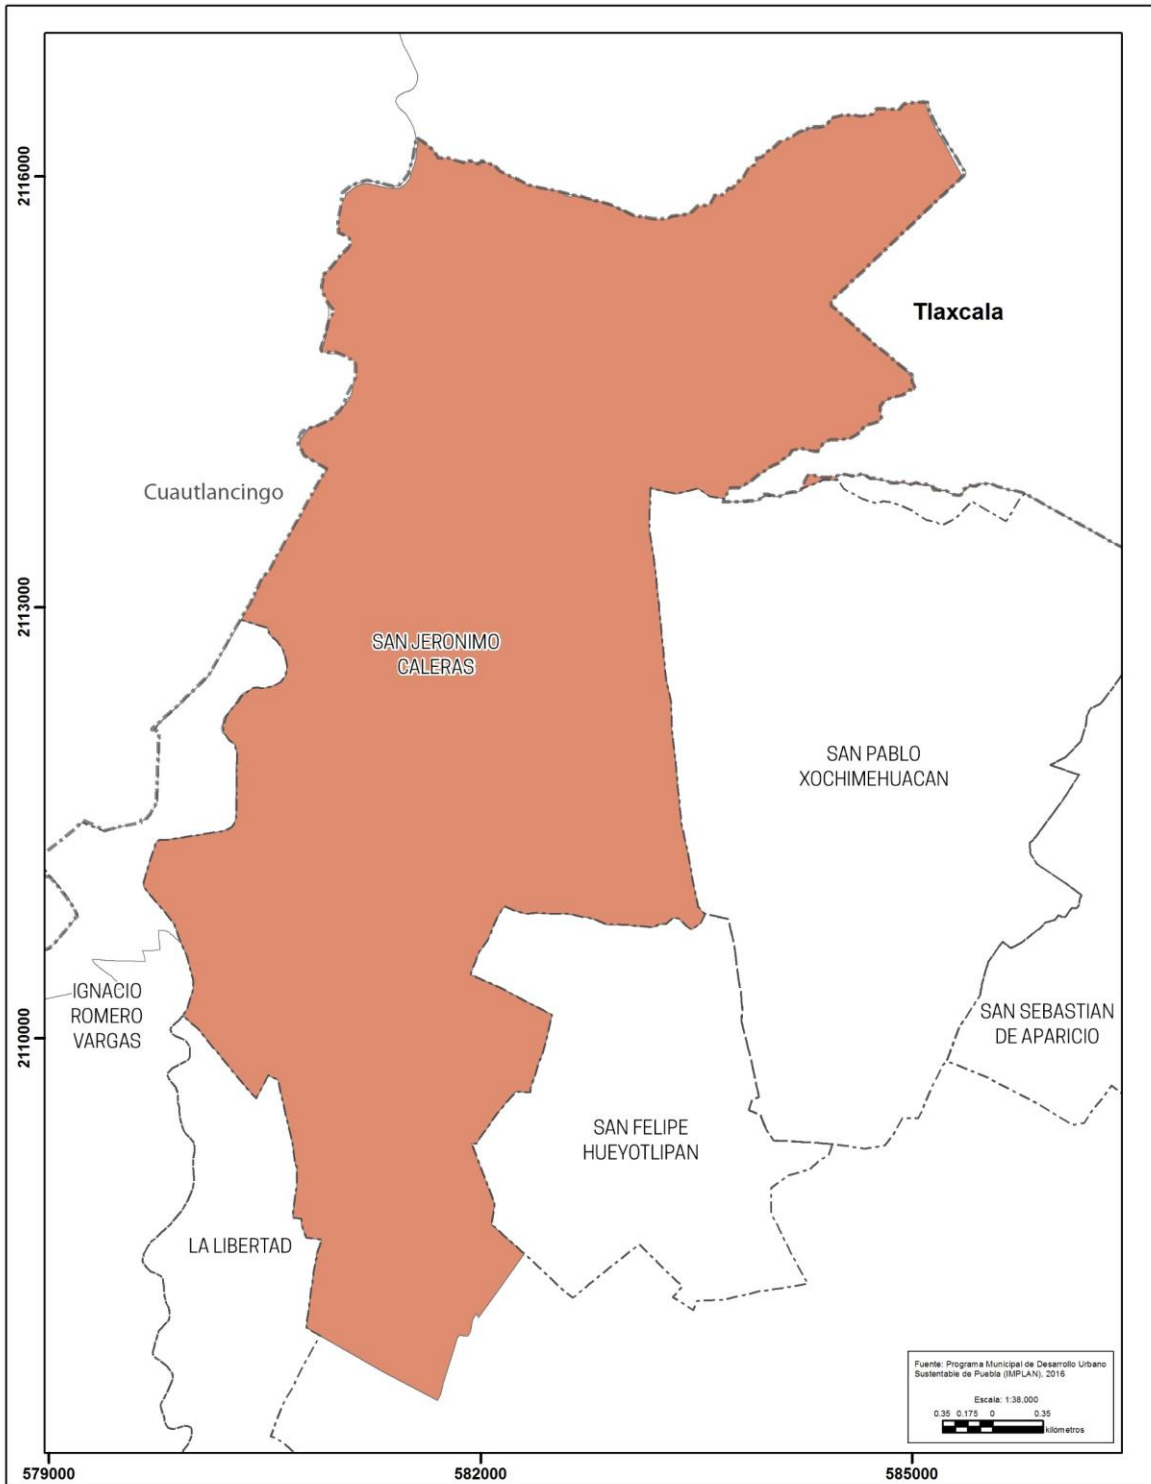 2116000
Tlaxcala
Cuautlancingo
2113000
SAN JERONIMO
CALERAS
SAN PABLO
XOCHIMEHUACAN
IGNACIO
ROMERO
VARGAS
2110000
SAN SEBASTIAN
DE APARICIO
SAN FELIPE
HUEYOTLIPAN
LA LIBERTAD
Fuente: Programa Municipal de Desarrollo Urbano
Sustentable de Puebla (IMPLAN), 2016
Escala: 1:38,000
0.35 0.175 0 0.35
kilómetros
579000 582000 585000